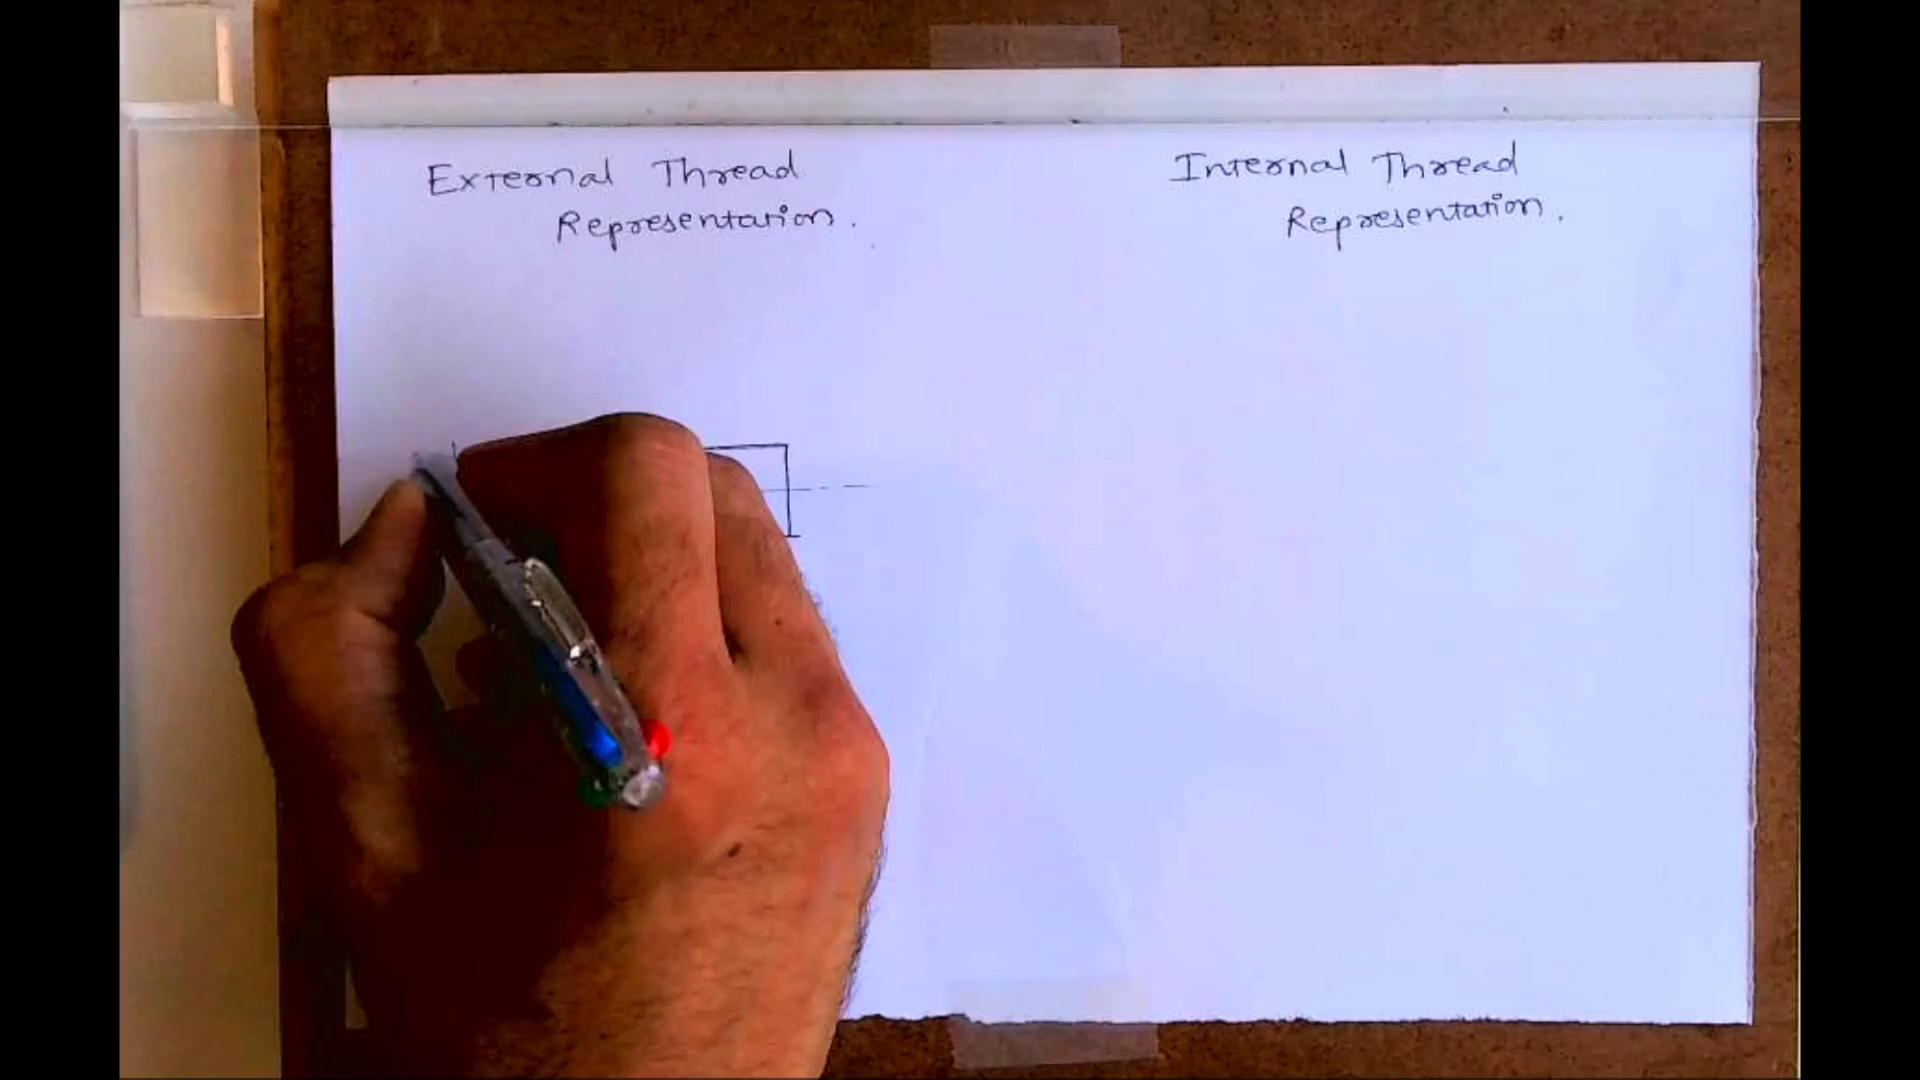 External Thread
Representation.
Internal Thread
Representation.